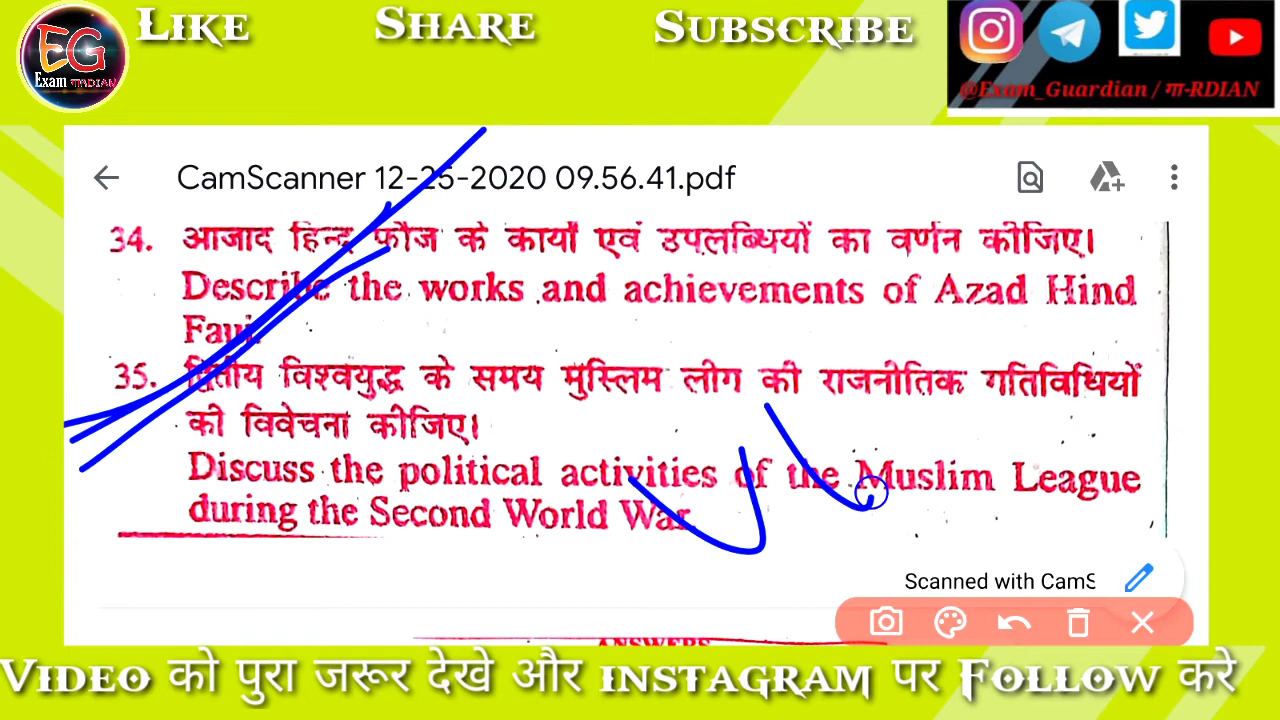 LIKE SHARE SUBSCRIBE
EG
Exam गाRDIAN
@Exam_Guardian / गा-RDIAN
CamScanner 12-25-2020 09.56.41.pdf
34. आजाद हिन्द फौज के कार्यों एवं उपलब्धियों का वर्णन कीजिए।
Describe the works and achievements of Azad Hind
Fauj.
35. द्वितीय विश्वयुद्ध के समय मुस्लिम लीग की राजनीतिक गतिविधियों
की विवेचना कीजिए।
Discuss the political activities of the Muslim League
during the Second World War.
Scanned with CamS
ANSWERS
VIDEO को पुरा जरूर देखे और INSTAGRAM पर FOLLOW करे